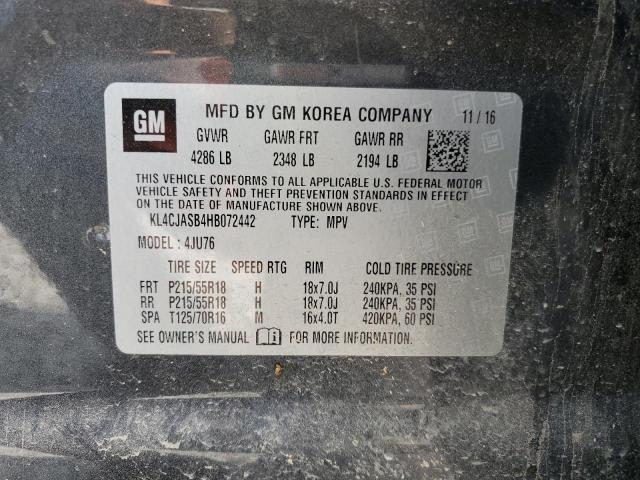 GM
MFD BY GM KOREA COMPANY 11/16
GVWR GAWR FRT GAWR RR
4286 LB 2348 LB 2194 LB
THIS VEHICLE CONFORMS TO ALL APPLICABLE U.S. FEDERAL MOTOR
VEHICLE SAFETY AND THEFT PREVENTION STANDARDS IN EFFECT
ON THE DATE OF MANUFACTURE SHOWN ABOVE.
KL4CJASB4HB072442 TYPE: MPV
MODEL: 4JU76
TIRE SIZE SPEED RTG RIM COLD TIRE PRESSURE
FRT P215/55R18 H 18x7.0J 240KPA, 35 PSI
RR P215/55R18 H 18x7.0J 240KPA, 35 PSI
SPA T125/70R16 M 16x4.0T 420KPA, 60 PSI
SEE OWNER'S MANUAL FOR MORE INFORMATION.